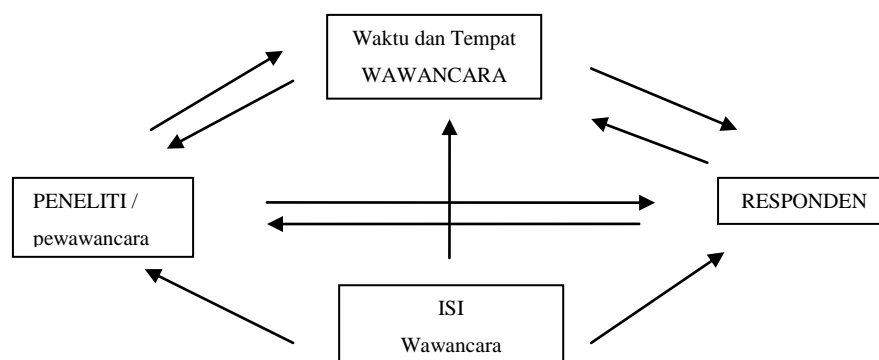 Waktu dan Tempat
WAWANCARA
PENELITI /
pewawancara
RESPONDEN
ISI
Wawancara